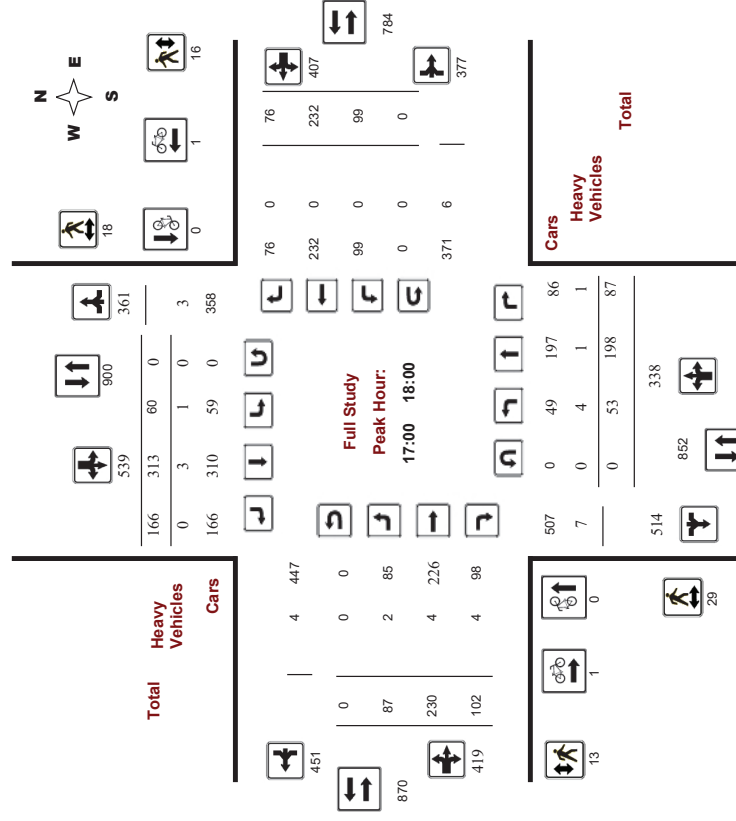 N
W E
S
16
1
18
0
784
407
377
76 0 76
232 0 232
99 0 99
0 0 0
371 6
900
539
361
166 313 60 0
0 3 1 0 3
166 310 59 0 358
Total
Heavy
Vehicles
Cars
Full Study
Peak Hour:
17:00 18:00
451
870
419
4 447
0 0 0
87 2 85
230 4 226
102 4 98
Cars
Heavy
Vehicles
Total
507 0 49 197 86
7 0 4 1 1
0 53 198 87
514
852
338
0
1
13
29